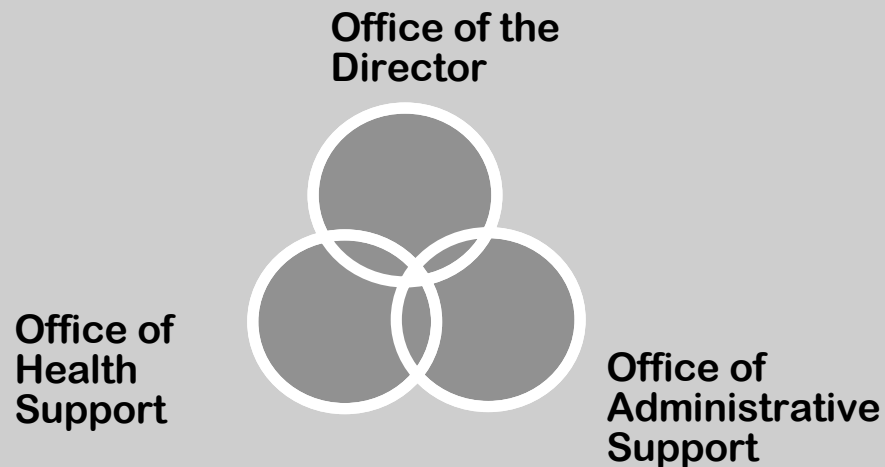 Office of the
Director
Office of
Health
Support
Office of
Administrative
Support